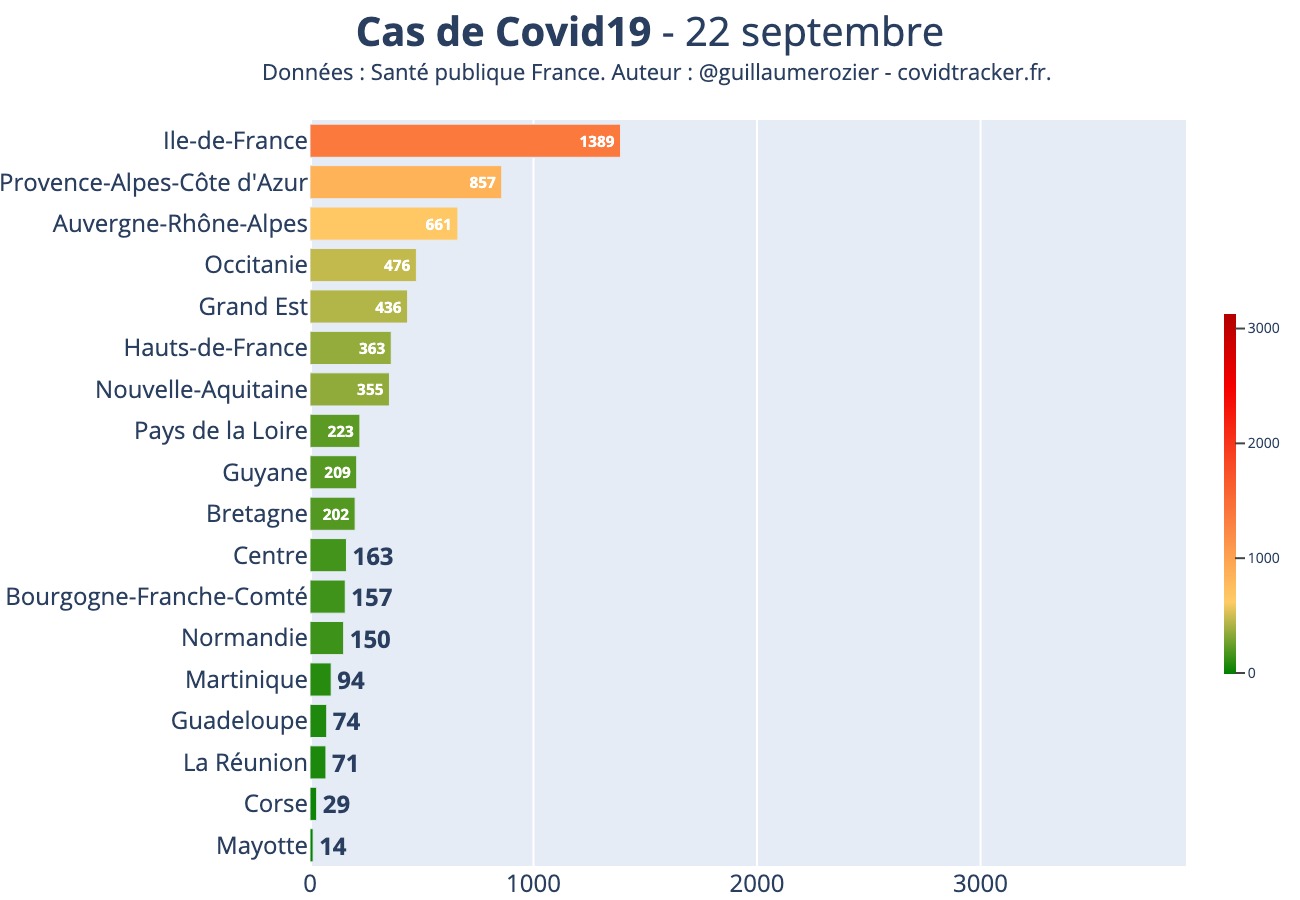 Cas de Covid19 - 22 septembre
Données : Santé publique France. Auteur : @guillaumerozier - covidtracker.fr.
Ile-de-France 1389
Provence-Alpes-Côte d'Azur 857
Auvergne-Rhône-Alpes 661
Occitanie 476
Grand Est 436
Hauts-de-France 363
Nouvelle-Aquitaine 355
Pays de la Loire 223
Guyane 209
Bretagne 202
Centre 163
Bourgogne-Franche-Comté 157
Normandie 150
Martinique 94
Guadeloupe 74
La Réunion 71
Corse 29
Mayotte 14
0 1000 2000 3000
3000
2000
1000
0